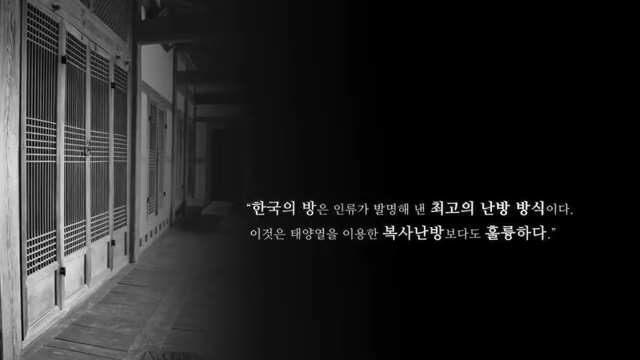 “한국의 방은 인류가 발명해 낸 최고의 난방 방식이다.
이것은 태양열을 이용한 복사난방보다도 훌륭하다.”